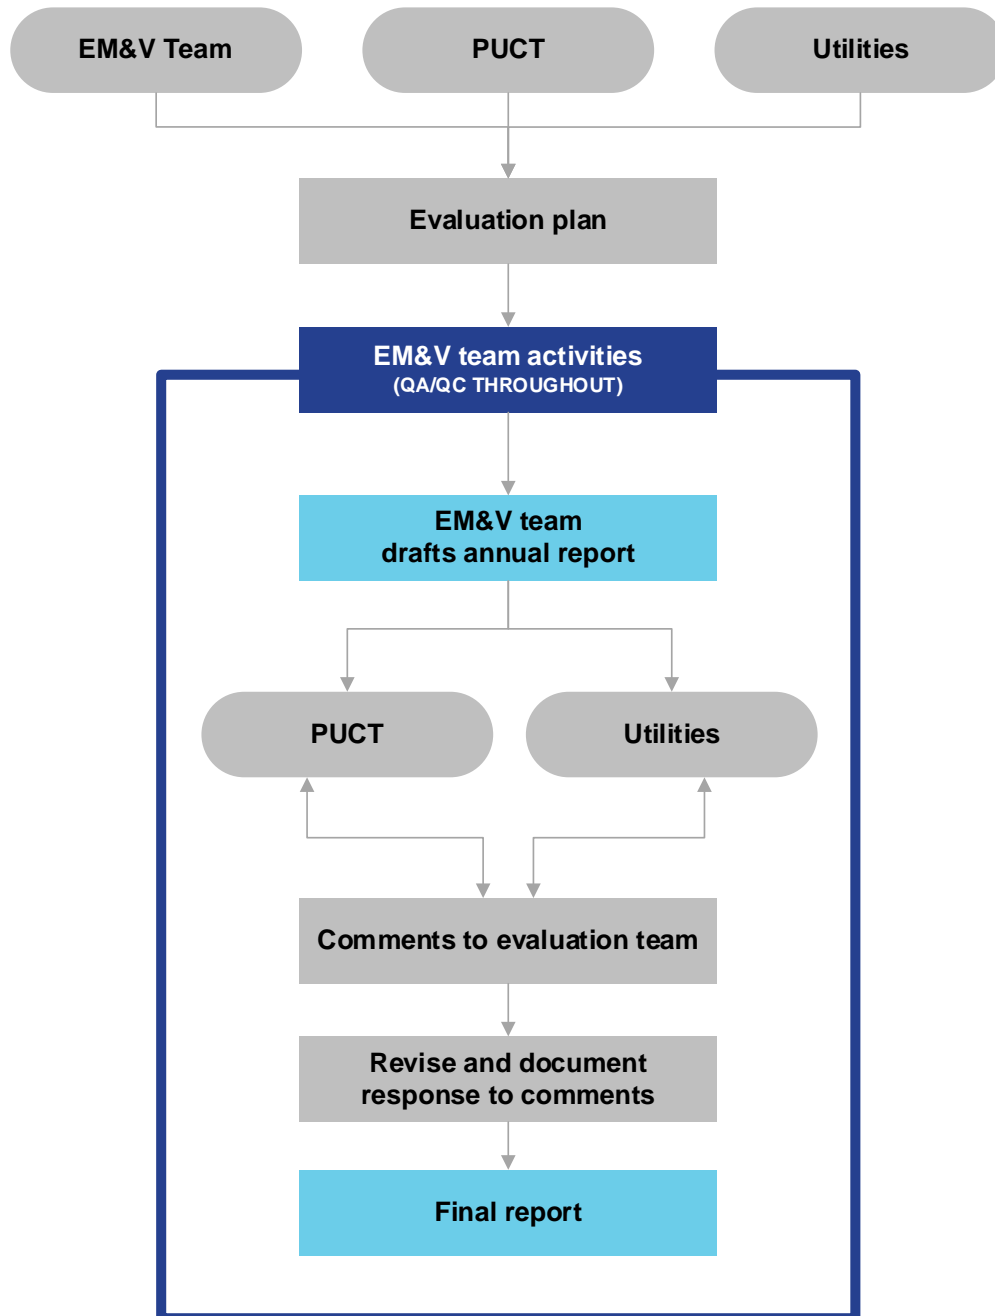 EM&V Team
PUCT
Utilities
Evaluation plan
EM&V team activities
(QA/QC THROUGHOUT)
EM&V team
drafts annual report
PUCT
Utilities
Comments to evaluation team
Revise and document
response to comments
Final report